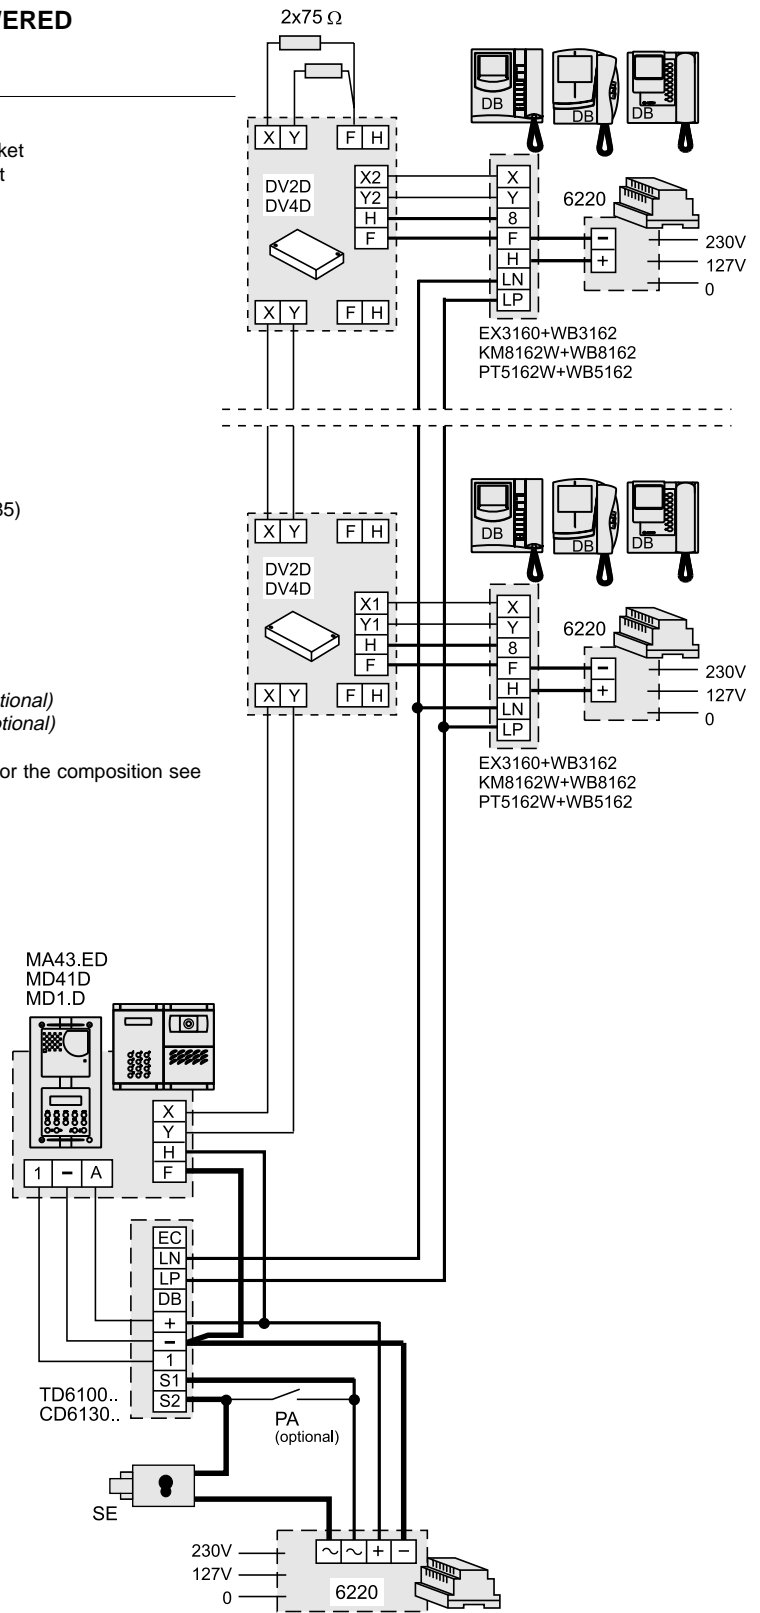 WERED
2x75 Ω
ket
t
35)
tional)
otional)
or the composition see
X Y F H
DV2D
DV4D
X2
Y2
H
F
X Y F H
DB
DB
DB
X
Y
8
F
H
LN
LP
6220
−
+
230V
127V
0
EX3160+WB3162
KM8162W+WB8162
PT5162W+WB5162
X Y F H
DV2D
DV4D
X1
Y1
H
F
X Y F H
DB
DB
DB
X
Y
8
F
H
LN
LP
6220
−
+
230V
127V
0
EX3160+WB3162
KM8162W+WB8162
PT5162W+WB5162
MA43.ED
MD41D
MD1.D
X
Y
H
F
1 − A
EC
LN
LP
DB
+
−
1
S1
S2
TD6100..
CD6130..
PA
(optional)
SE
230V
127V
0
~ ~ + −
6220